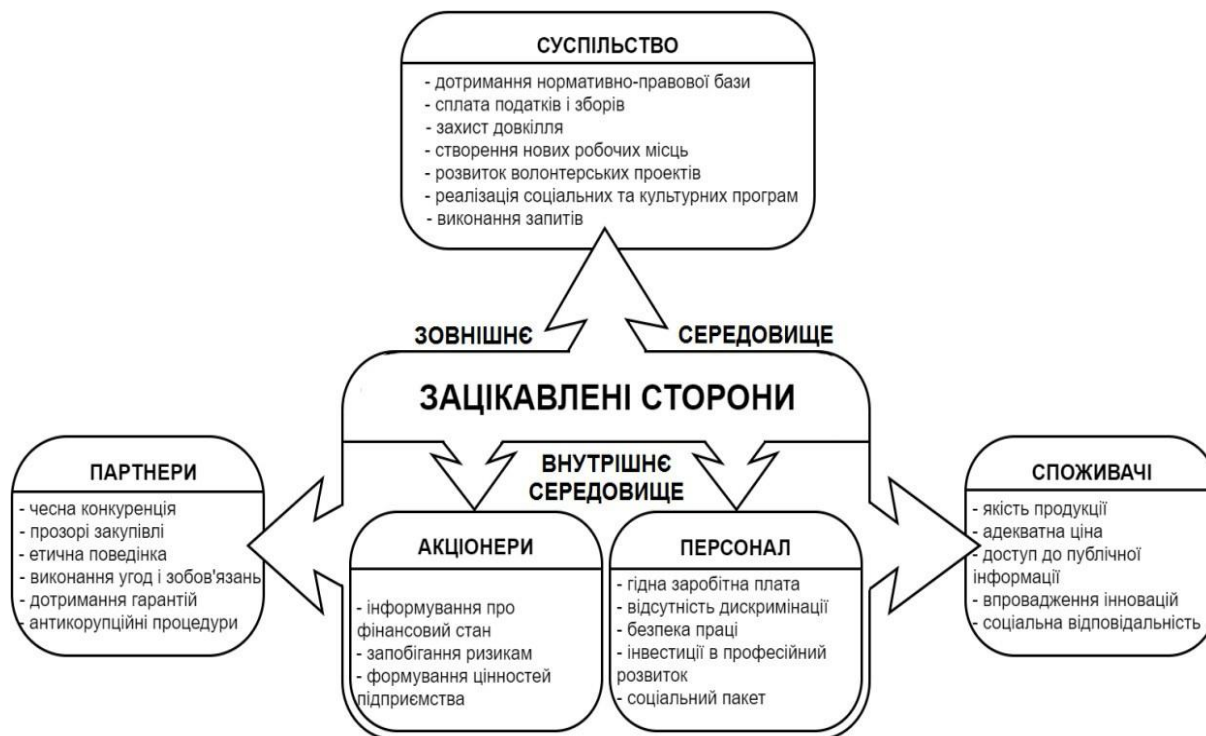 СУСПІЛЬСТВО
- дотримання нормативно-правової бази
- сплата податків і зборів
- захист довкілля
- створення нових робочих місць
- розвиток волонтерських проектів
- реалізація соціальних та культурних програм
- виконання запитів
ЗОВНІШНЄ СЕРЕДОВИЩЕ
ЗАЦІКАВЛЕНІ СТОРОНИ
ВНУТРІШНЄ
СЕРЕДОВИЩЕ
ПАРТНЕРИ
- чесна конкуренція
- прозорі закупівлі
- етична поведінка
- виконання угод і зобов'язань
- дотримання гарантій
- антикорупційні процедури
АКЦІОНЕРИ
- інформування про
фінансовий стан
- запобігання ризикам
- формування цінностей
підприємства
ПЕРСОНАЛ
- гідна заробітна плата
- відсутність дискримінації
- безпека праці
- інвестиції в професійний
розвиток
- соціальний пакет
СПОЖИВАЧІ
- якість продукції
- адекватна ціна
- доступ до публічної
інформації
- впровадження інновацій
- соціальна відповідальність